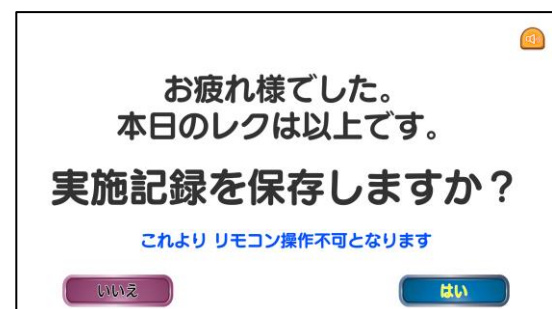 お疲れ様でした。
本日のレクは以上です。
実施記録を保存しますか？
これより リモコン操作不可となります
いいえ
はい